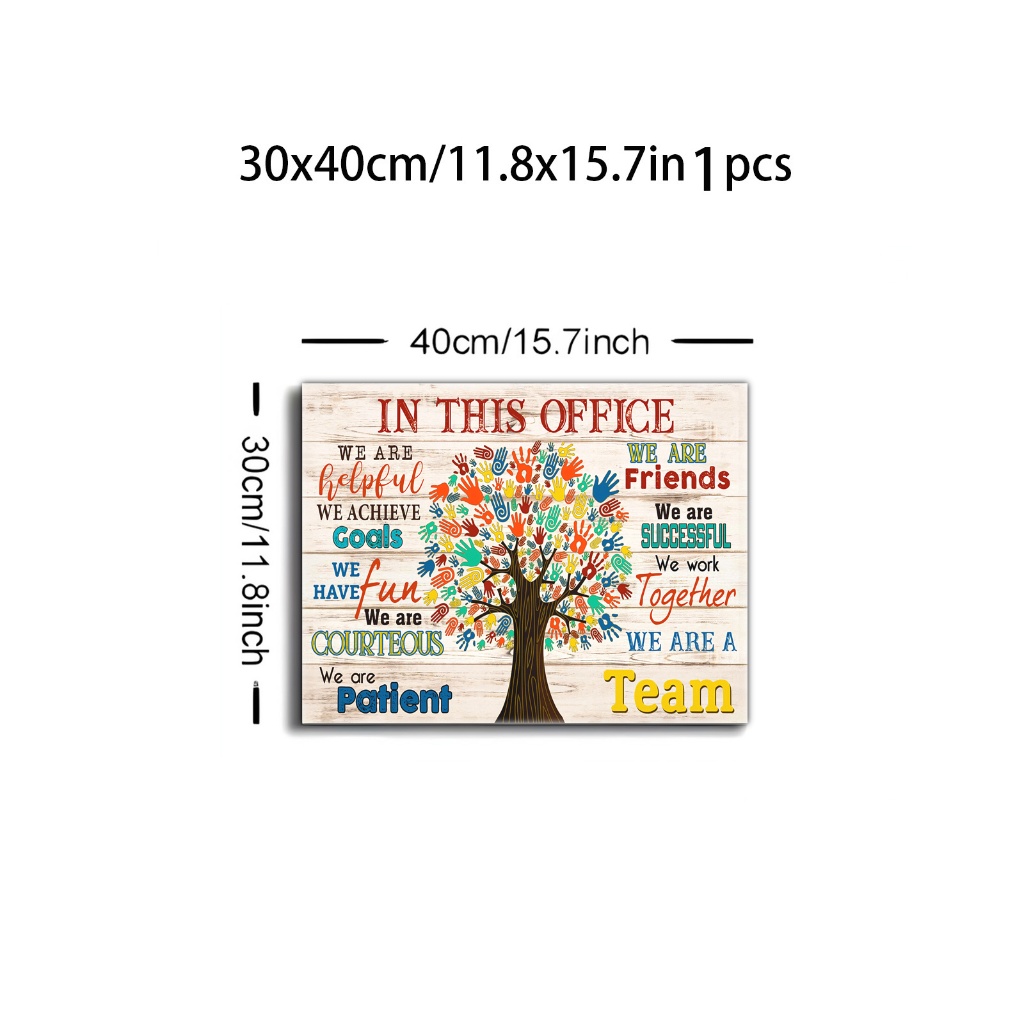 30x40cm/11.8x15.7in 1 pcs
40cm/15.7inch
30cm/11.8inch
IN THIS OFFICE
WE ARE
helpful
WE ACHIEVE
Goals
WE
HAVE fun
We are
COURTEOUS
We are
Patient
WE ARE
Friends
We are
SUCCESSFUL
We work
Together
WE ARE A
Team